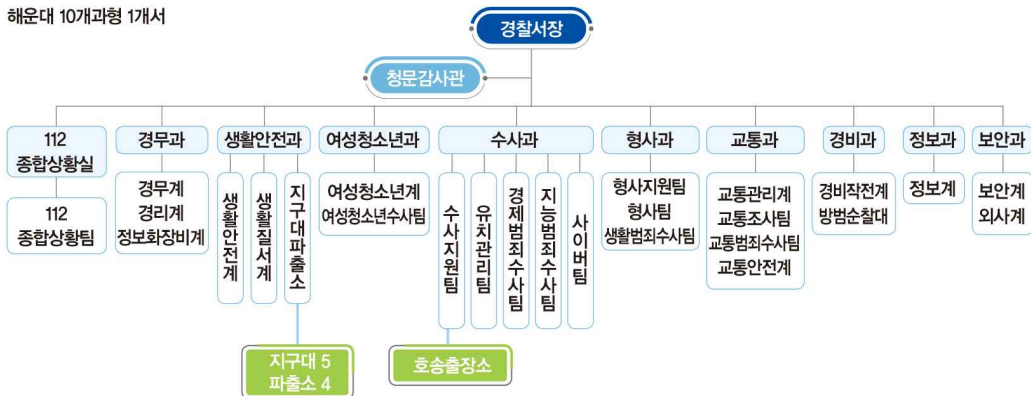 해운대 10개과형 1개서
경찰서장
청문감사관
112
종합상황실
경무과
생활안전과
여성청소년과
수사과
형사과
교통과
경비과
정보과
보안과
112
종합상황팀
경무계
경리계
정보화장비계
생활안전계
생활질서계
지구대파출소
여성청소년계
여성청소년수사팀
수사지원팀
유치관리팀
경제범죄수사팀
지능범죄수사팀
사이버팀
형사지원팀
형사팀
생활범죄수사팀
교통관리계
교통조사팀
교통범죄수사팀
교통안전계
경비작전계
방범순찰대
정보계
보안계
외사계
지구대 5
파출소 4
호송출장소